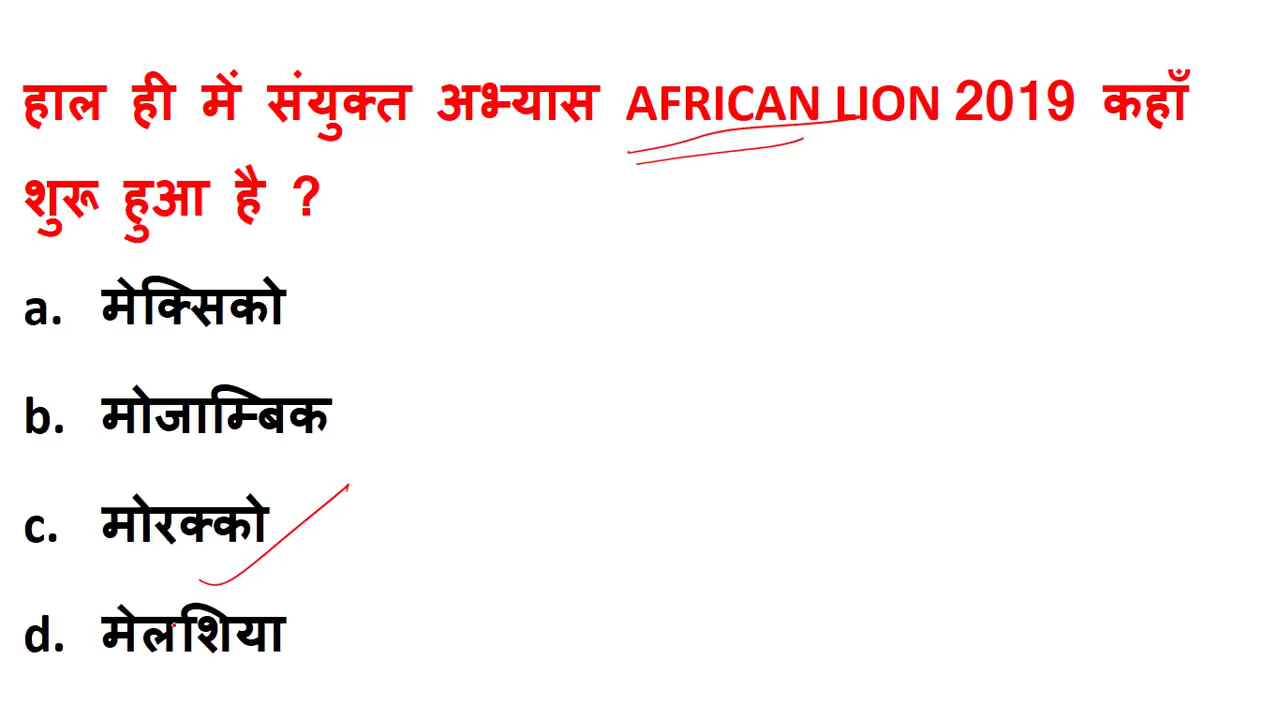 हाल ही में संयुक्त अभ्यास AFRICAN LION 2019 कहाँ
शुरू हुआ है ?
a. मेक्सिको
b. मोजाम्बिक
c. मोरक्को
d. मेलशिया